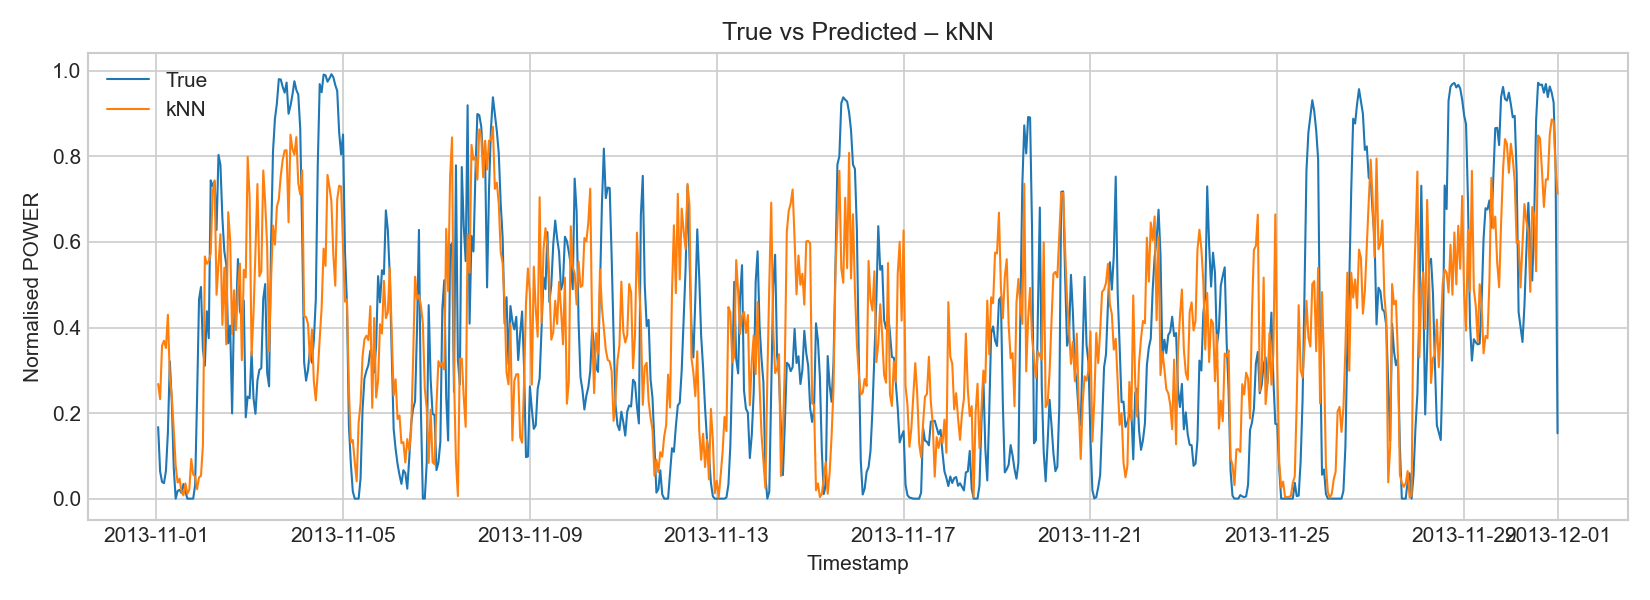 True vs Predicted – kNN
True
kNN
Normalised POWER
1.0
0.8
0.6
0.4
0.2
0.0
2013-11-01 2013-11-05 2013-11-09 2013-11-13 2013-11-17 2013-11-21 2013-11-25 2013-11-29 2013-12-01
Timestamp